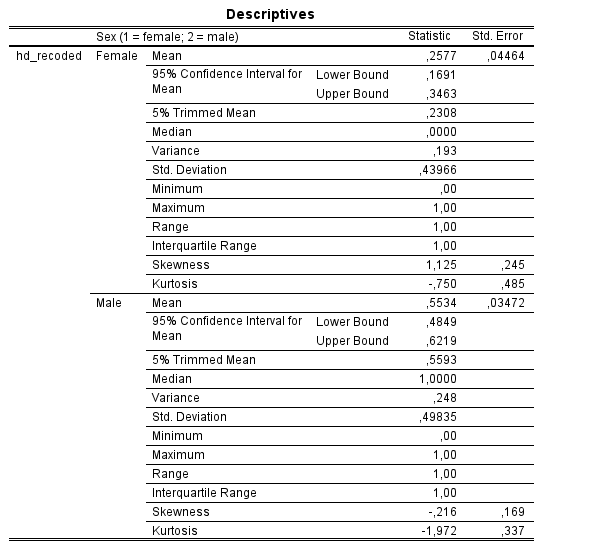 Descriptives
Sex (1 = female; 2 = male) Statistic Std. Error
hd_recoded Female Mean ,2577 ,04464
95% Confidence Interval for Mean Lower Bound ,1691
Upper Bound ,3463
5% Trimmed Mean ,2308
Median ,0000
Variance ,193
Std. Deviation ,43966
Minimum ,00
Maximum 1,00
Range 1,00
Interquartile Range 1,00
Skewness 1,125 ,245
Kurtosis -,750 ,485
Male Mean ,5534 ,03472
95% Confidence Interval for Mean Lower Bound ,4849
Upper Bound ,6219
5% Trimmed Mean ,5593
Median 1,0000
Variance ,248
Std. Deviation ,49835
Minimum ,00
Maximum 1,00
Range 1,00
Interquartile Range 1,00
Skewness -,216 ,169
Kurtosis -1,972 ,337